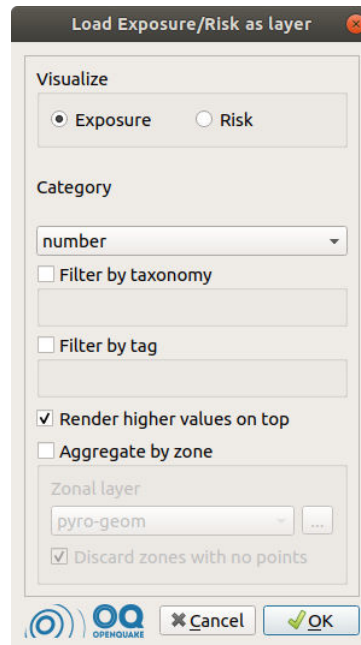 Load Exposure/Risk as layer
Visualize
Exposure Risk
Category
number
Filter by taxonomy
Filter by tag
Render higher values on top
Aggregate by zone
Zonal layer
pyro-geom ...
Discard zones with no points
OQ
OPENQUAKE
Cancel OK